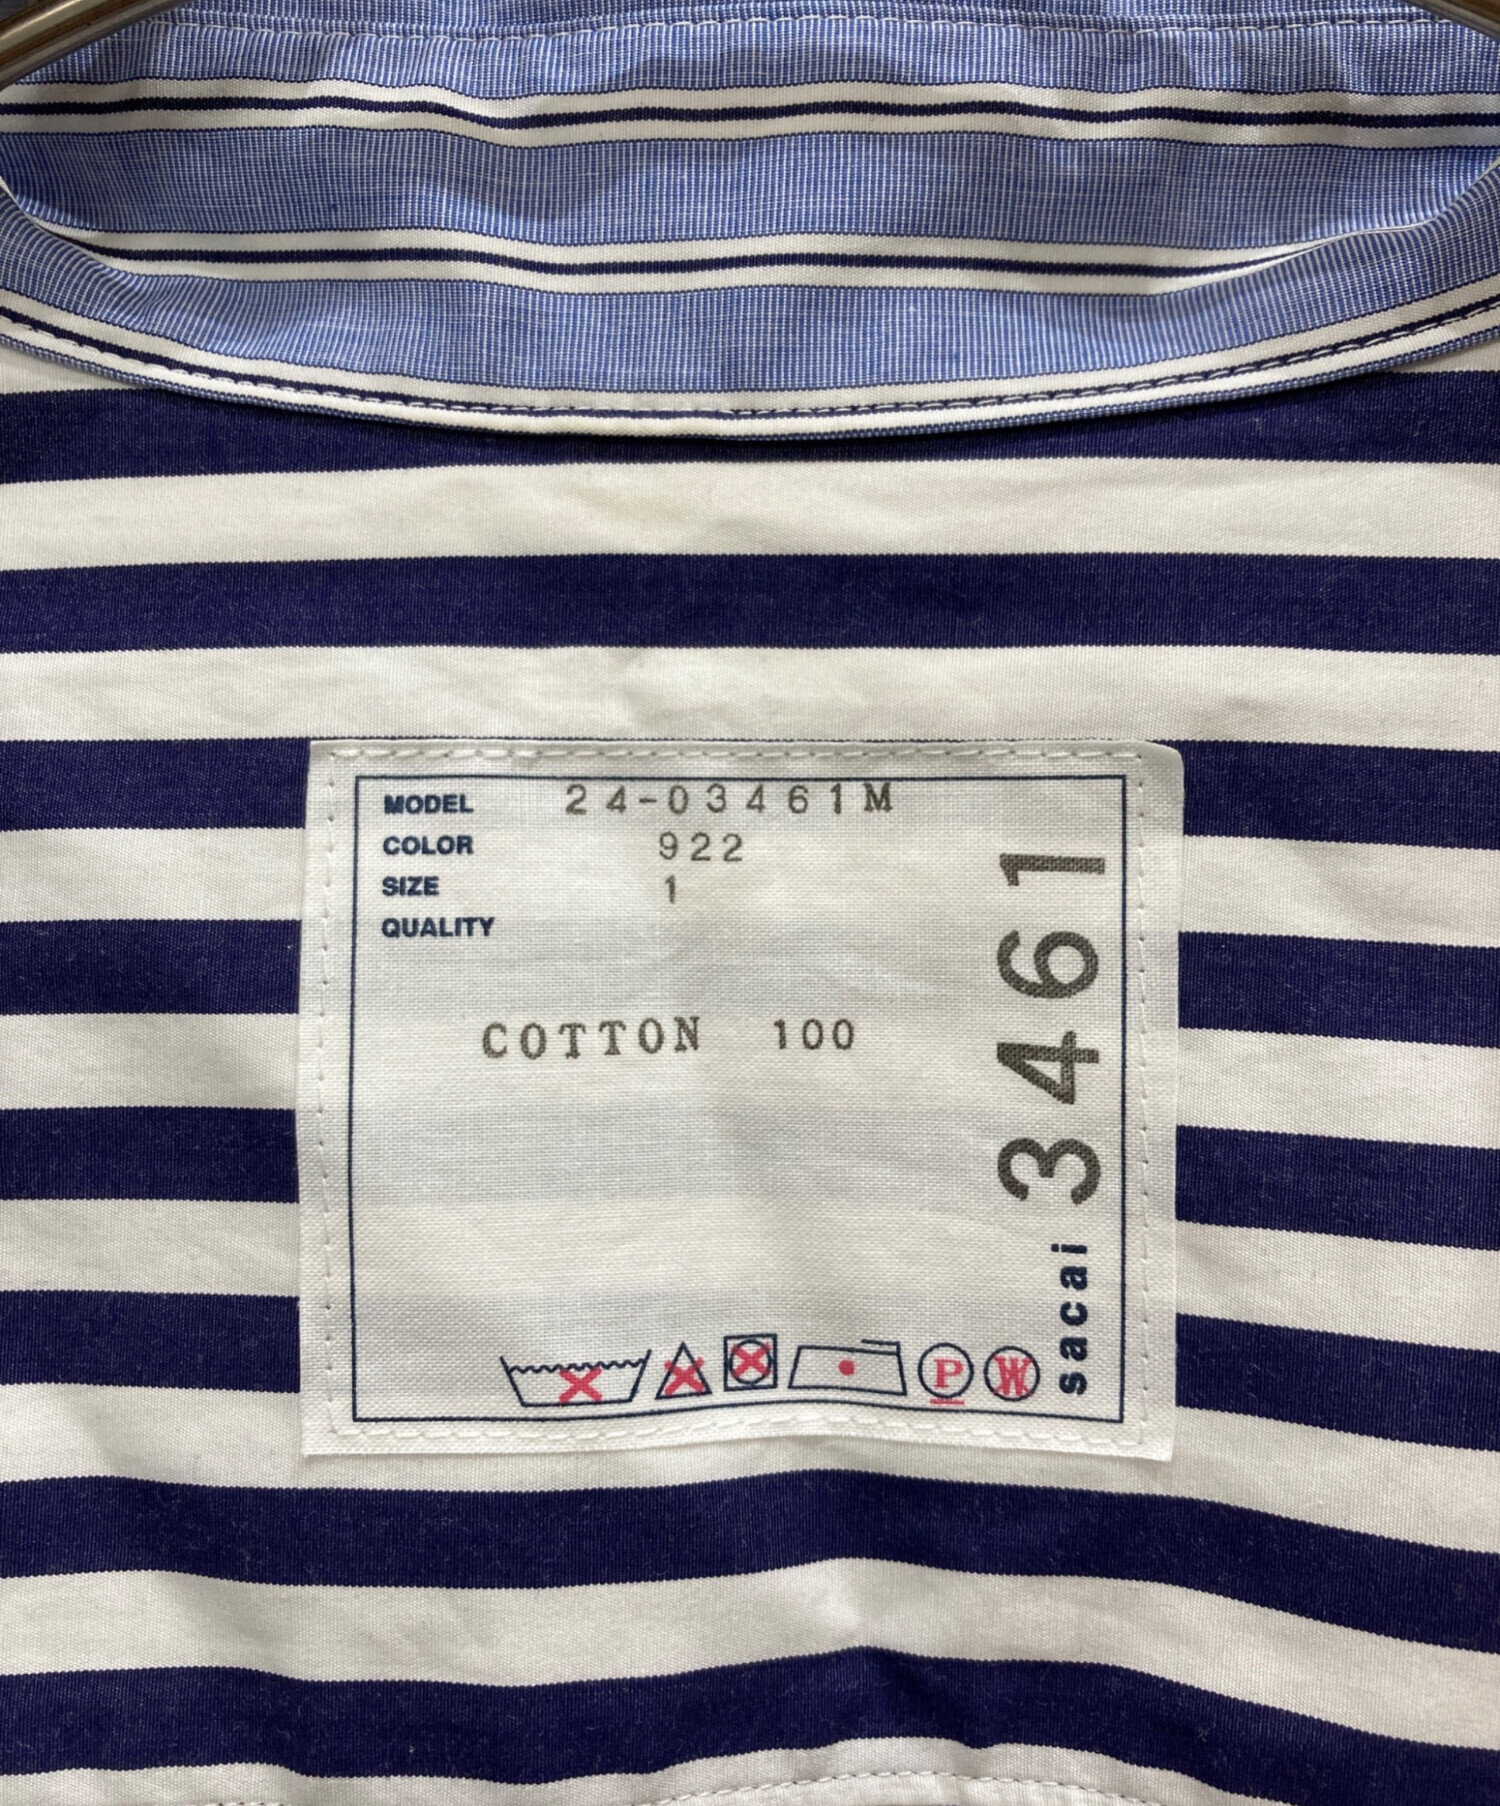 MODEL 24-03461M
COLOR 922
SIZE 1
QUALITY
COTTON 100
sacai 3461
P W